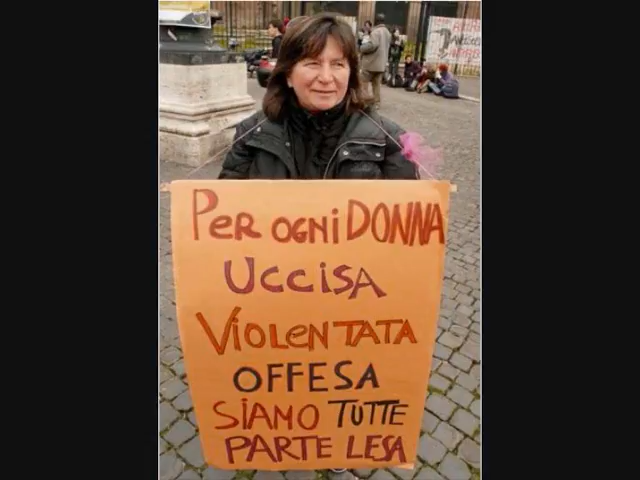 PER OGNI DONNA
UCCISA
VIOLENTATA
OFFESA
SIAMO TUTTE
PARTE LESA